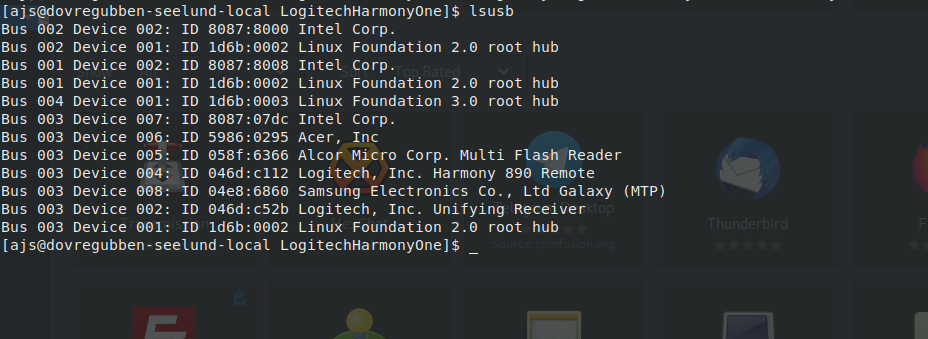 [ajs@dovregubben-seelund-local LogitechHarmonyOne]$ lsusb
Bus 002 Device 002: ID 8087:8000 Intel Corp.
Bus 002 Device 001: ID 1d6b:0002 Linux Foundation 2.0 root hub
Bus 001 Device 002: ID 8087:8008 Intel Corp.
Top Rated
Bus 001 Device 001: ID 1d6b:0002 Linux Foundation 2.0 root hub
Bus 004 Device 001: ID 1d6b:0003 Linux Foundation 3.0 root hub
Bus 003 Device 007: ID 8087:07dc Intel Corp.
Bus 003 Device 006: ID 5986:0295 Acer, Inc
Bus 003 Device 005: ID 058f:6366 Alcor Micro Corp. Multi Flash Reader
Bus 003 Device 004: ID 046d:c112 Logitech, Inc. Harmony 890 Remote
Bus 003 Device 008: ID 04e8:6860 Samsung Electronics Co., Ltd Galaxy (MTP)
Bus 003 Device 002: ID 046d:c52b Logitech, Inc. Unifying Receiver
Desktop
Thunderbird
Bus 003 Device 001: ID 1d6b:0002 Linux Foundation 2.0 root hub
[ajs@dovregubben-seelund-local LogitechHarmonyOne]$ _
Source: rpmfusion.org